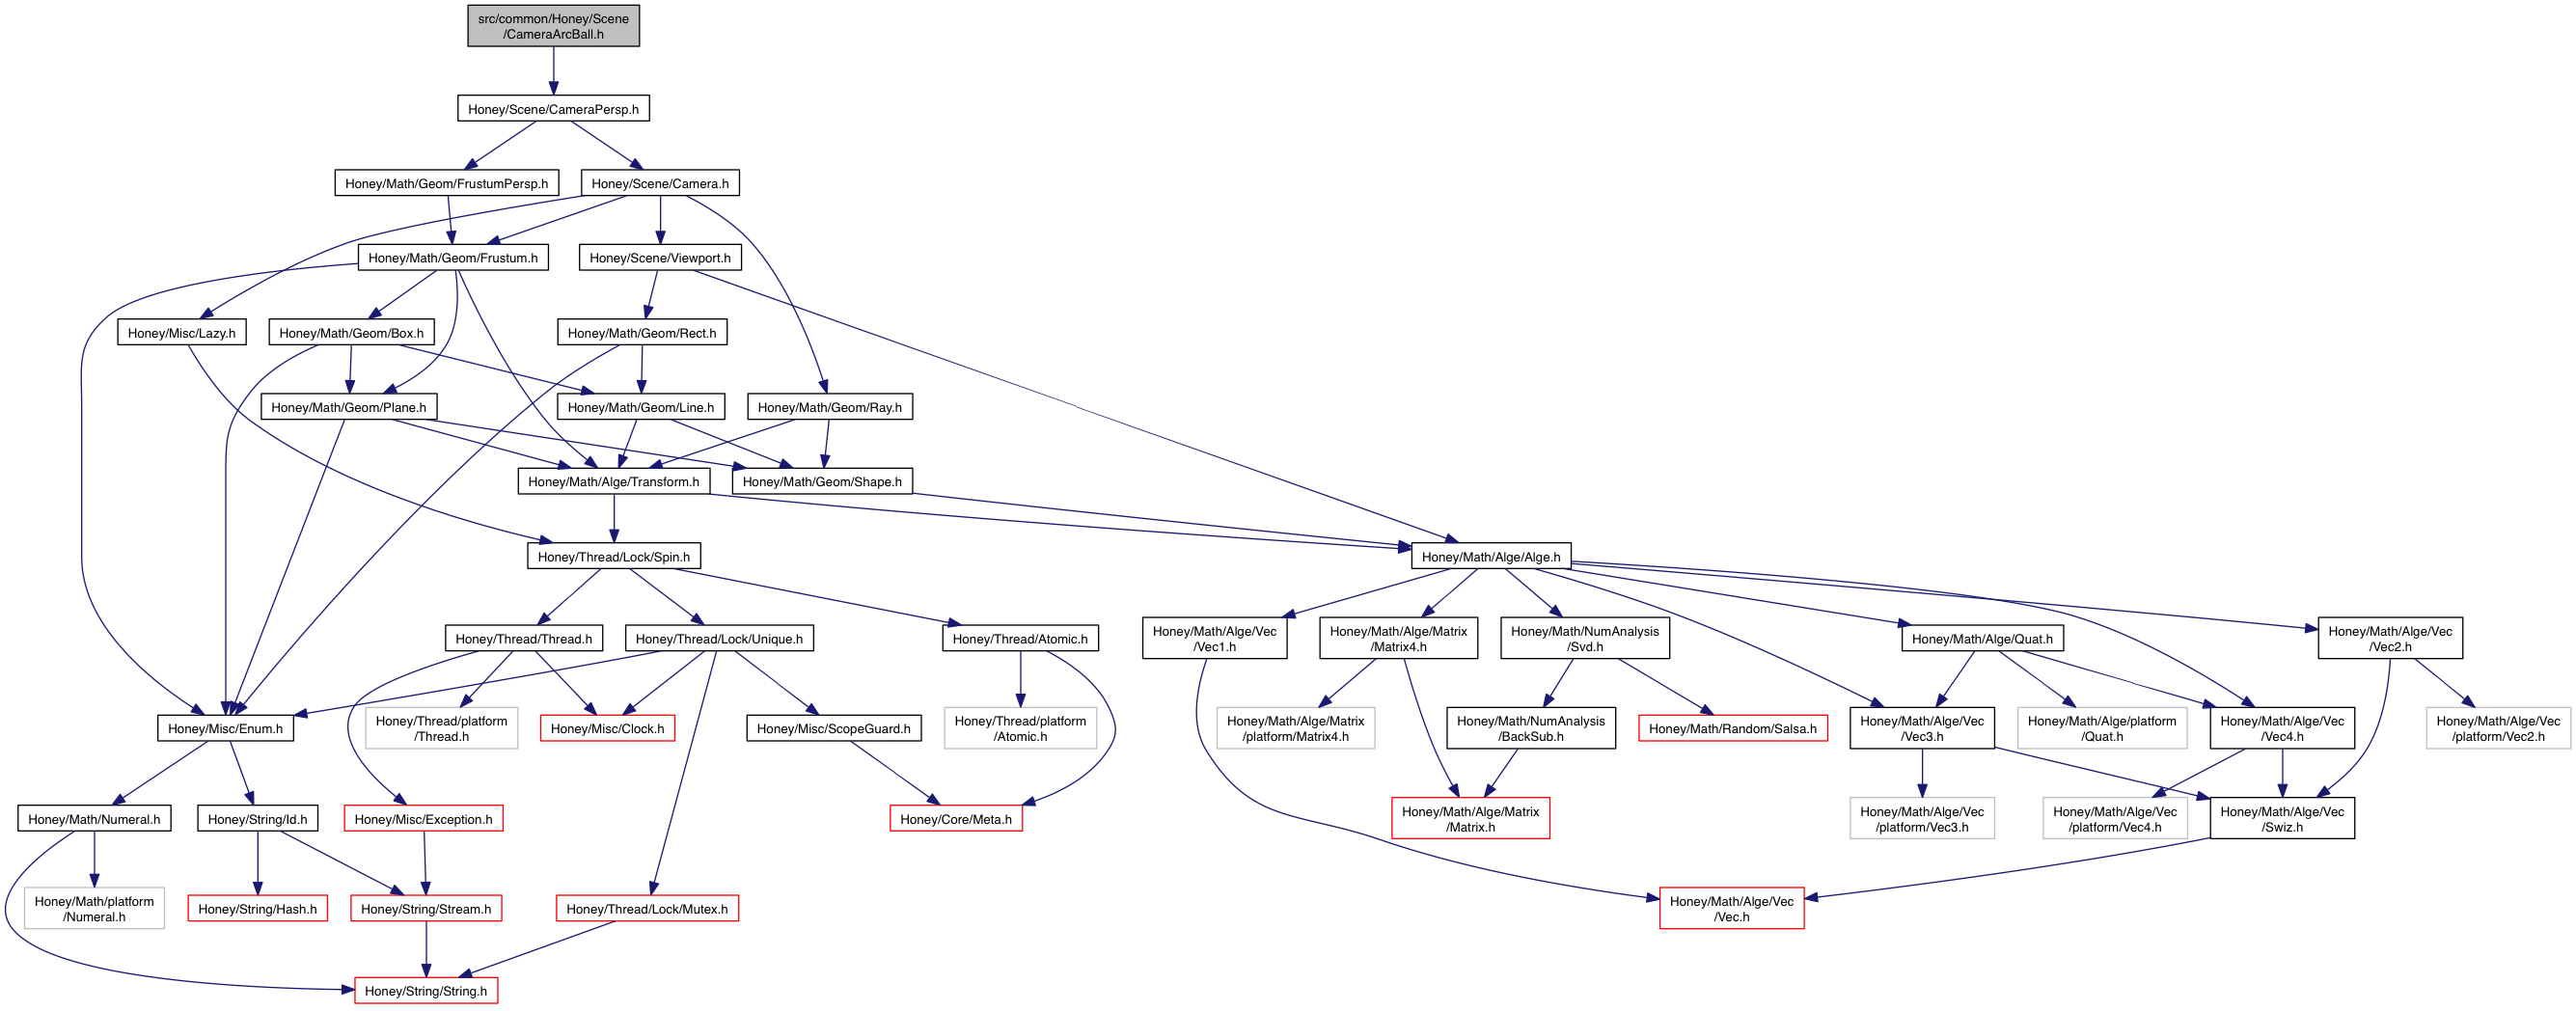 src/common/Honey/Scene
/CameraArcBall.h
Honey/Scene/CameraPersp.h
Honey/Math/Geom/FrustumPersp.h
Honey/Scene/Camera.h
Honey/Math/Geom/Frustum.h
Honey/Scene/Viewport.h
Honey/Misc/Lazy.h
Honey/Math/Geom/Box.h
Honey/Math/Geom/Rect.h
Honey/Math/Geom/Plane.h
Honey/Math/Geom/Line.h
Honey/Math/Geom/Ray.h
Honey/Math/Alge/Transform.h
Honey/Math/Geom/Shape.h
Honey/Thread/Lock/Spin.h
Honey/Math/Alge/Alge.h
Honey/Thread/Thread.h
Honey/Thread/Lock/Unique.h
Honey/Thread/Atomic.h
Honey/Math/Alge/Vec
/Vec1.h
Honey/Math/Alge/Matrix
/Matrix4.h
Honey/Math/NumAnalysis
/Svd.h
Honey/Math/Alge/Quat.h
Honey/Math/Alge/Vec
/Vec2.h
Honey/Misc/Enum.h
Honey/Thread/platform
/Thread.h
Honey/Misc/Clock.h
Honey/Misc/ScopeGuard.h
Honey/Thread/platform
/Atomic.h
Honey/Math/Alge/Matrix
/platform/Matrix4.h
Honey/Math/NumAnalysis
/BackSub.h
Honey/Math/Random/Salsa.h
Honey/Math/Alge/Vec
/Vec3.h
Honey/Math/Alge/platform
/Quat.h
Honey/Math/Alge/Vec
/Vec4.h
Honey/Math/Alge/Vec
/platform/Vec2.h
Honey/Math/Numeral.h
Honey/String/Id.h
Honey/Misc/Exception.h
Honey/Core/Meta.h
Honey/Math/Alge/Matrix
/Matrix.h
Honey/Math/Alge/Vec
/platform/Vec3.h
Honey/Math/Alge/Vec
/platform/Vec4.h
Honey/Math/Alge/Vec
/Swiz.h
Honey/Math/platform
/Numeral.h
Honey/String/Hash.h
Honey/String/Stream.h
Honey/Thread/Lock/Mutex.h
Honey/Math/Alge/Vec
/Vec.h
Honey/String/String.h